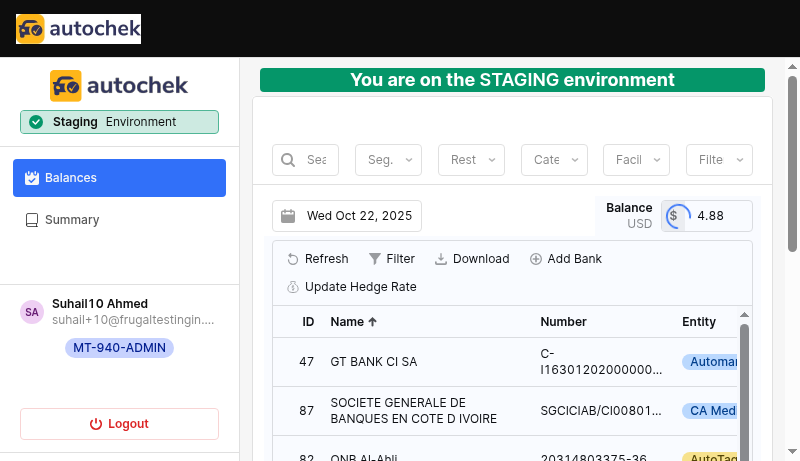 autochek
autochek
Staging Environment
Balances
Summary
SA
Suhail10 Ahmed
suhail+10@frugaltestingin....
MT-940-ADMIN
Logout
You are on the STAGING environment
Sea
Seg.
Rest
Cate
Facil
Filte
Wed Oct 22, 2025
Balance
USD
$ 4.88
Refresh
Filter
Download
Add Bank
Update Hedge Rate
ID Name ↑ Number Entity
47 GT BANK CI SA C-
I16301202000000... Automar
87 SOCIETE GENERALE DE
BANQUES EN COTE D IVOIRE SGCICIAB/CI00801... CA Med
82 QNB Al-Ahli 20314803375-36 AutoTag